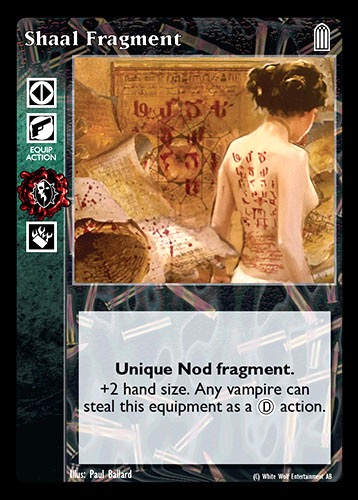 Shaal Fragment
EQUIP
ACTION
Unique Nod fragment.
+2 hand size. Any vampire can
steal this equipment as a Ⓓ action.
Illus: Paul Ballard
(C) White Wolf Entertainment AB